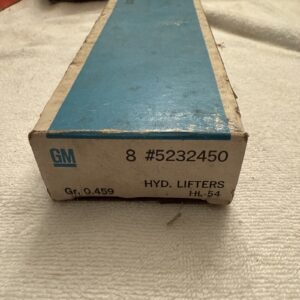 GM 8 #5232450
HYD. LIFTERS
Gr. 0.459 HL-54